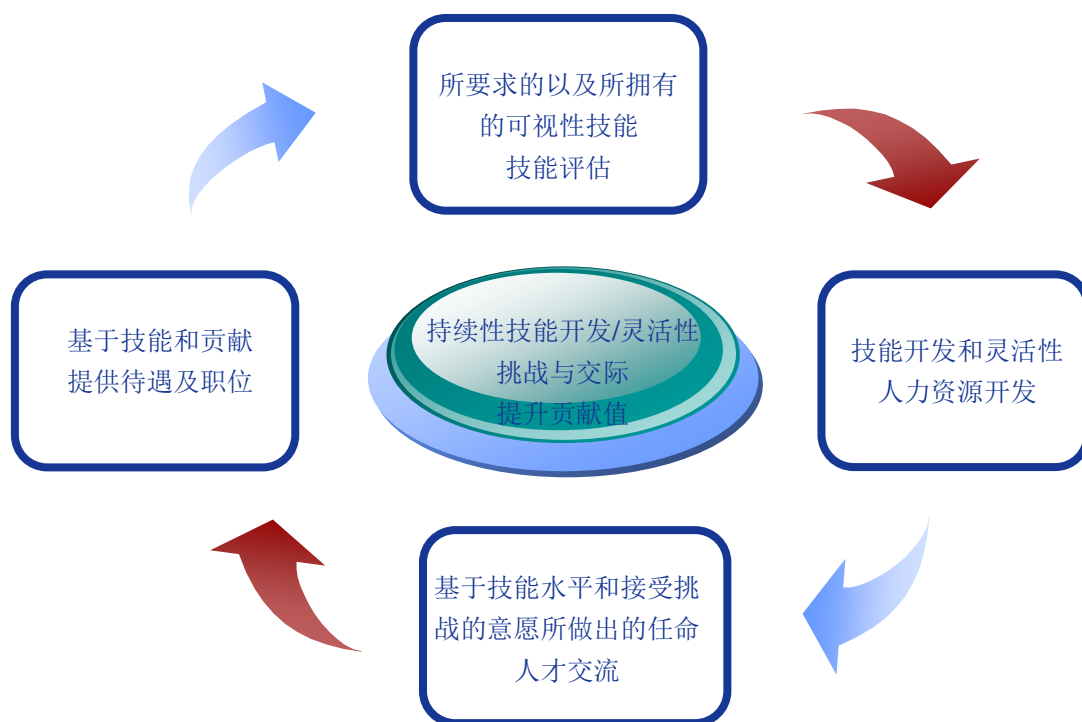 所要求的以及所拥有
的可视性技能
技能评估
基于技能和贡献
提供待遇及职位
持续性技能开发/灵活性
挑战与交际
提升贡献值
技能开发和灵活性
人力资源开发
基于技能水平和接受挑
战的意愿所做出的任命
人才交流